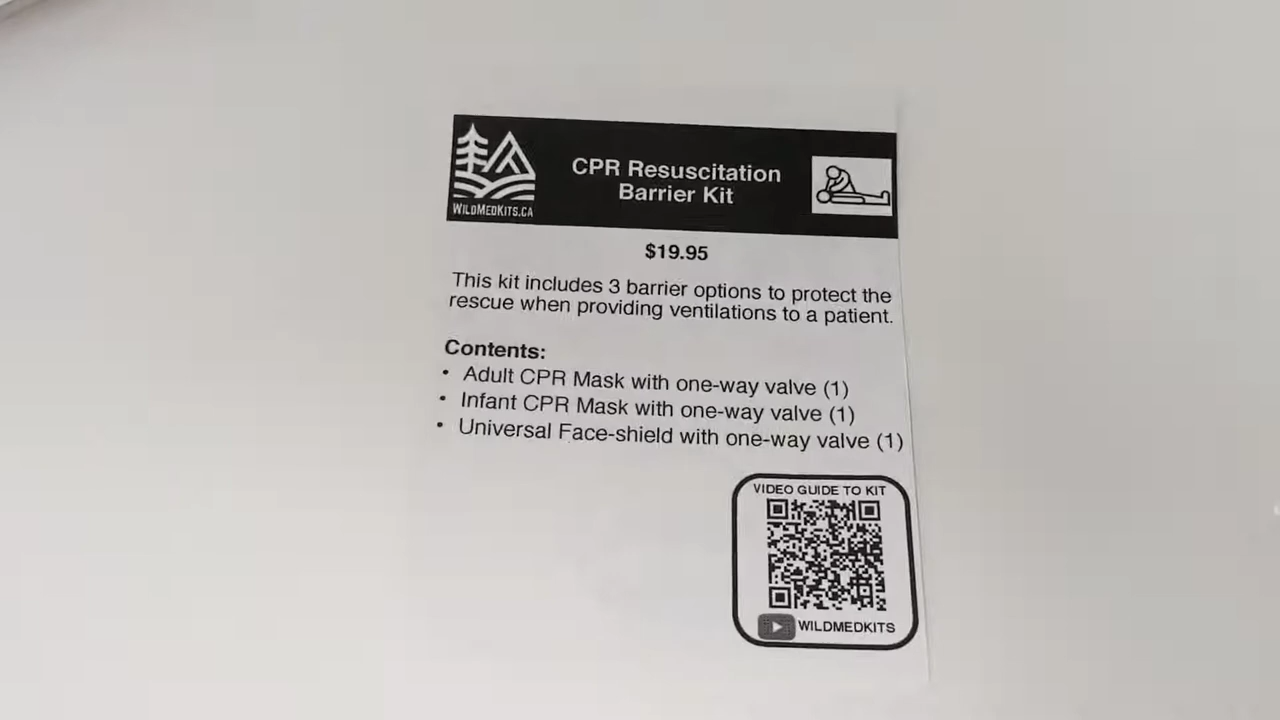 CPR Resuscitation
Barrier Kit
WILDMEDKITS.CA
$19.95
This kit includes 3 barrier options to protect the
rescue when providing ventilations to a patient.
Contents:
• Adult CPR Mask with one-way valve (1)
• Infant CPR Mask with one-way valve (1)
• Universal Face-shield with one-way valve (1)
VIDEO GUIDE TO KIT
WILDMEDKITS